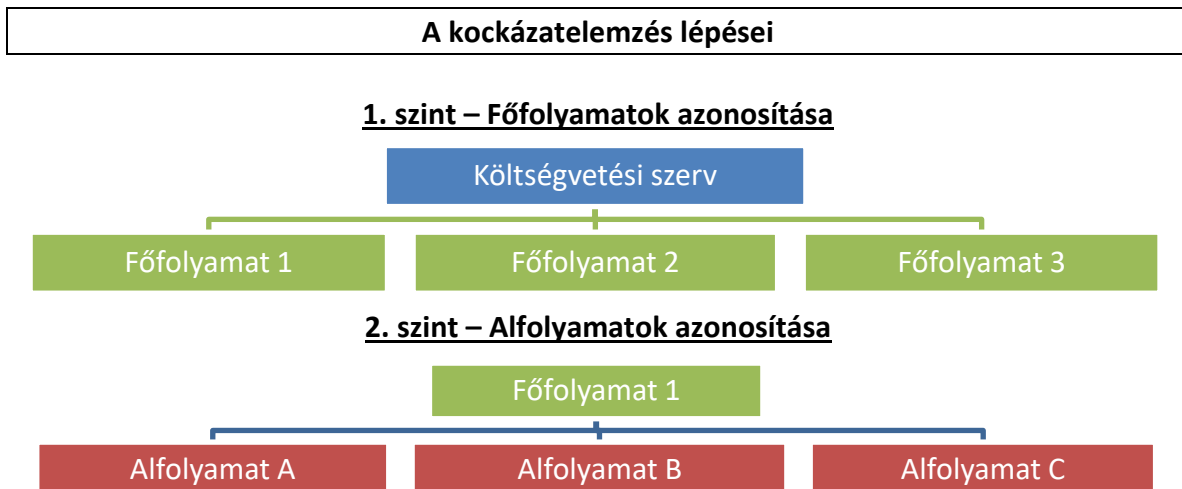 A kockázatelemzés lépései
1. szint – Főfolyamatok azonosítása
Költségvetési szerv
Főfolyamat 1
Főfolyamat 2
Főfolyamat 3
2. szint – Alfolyamatok azonosítása
Főfolyamat 1
Alfolyamat A
Alfolyamat B
Alfolyamat C